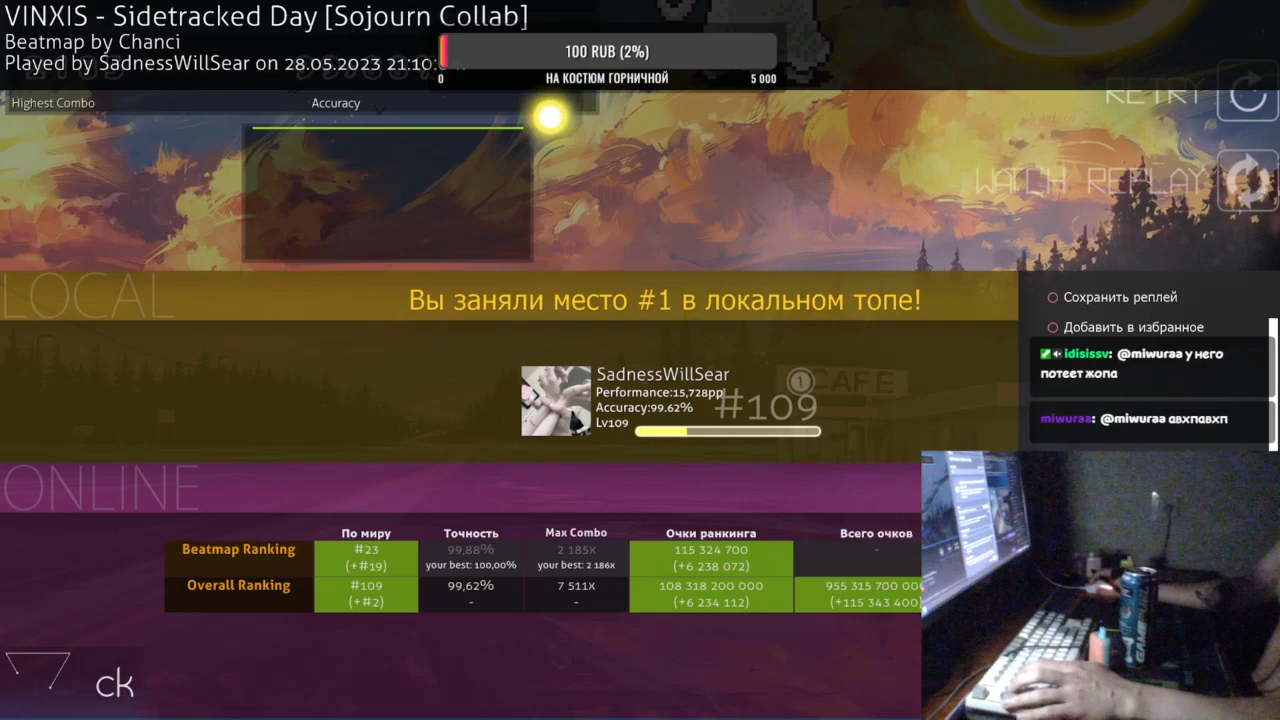 VINXIS - Sidetracked Day [Sojourn Collab]
Beatmap by Chanci
Played by SadnessWillSear on 28.05.2023 21:10:
100 RUB (2%)
0 НА КОСТЮМ ГОРНИЧНОЙ 5 000
Highest Combo Accuracy
RETRY
WATCH REPLAY
LOCAL
Вы заняли место #1 в локальном топе!
Сохранить реплей
Добавить в избранное
idisissv: @miwuraa у него
потеет жопа
miwuraa: @miwuraa авхпавхп
SadnessWillSear
Performance:15,728pp
Accuracy:99.62%
Lv109
#109
1 CAFE
ONLINE
По миру Точность Max Combo Очки ранкинга Всего очков
Beatmap Ranking #23 99,88% 2 185x 115 324 700 -
(+#19) your best: 100,00% your best: 2 186x (+6 238 072)
Overall Ranking #109 99,62% 7 511x 108 318 200 000 955 315 700 000
(+#2) - - (+6 234 112) (+115 343 400)
ck